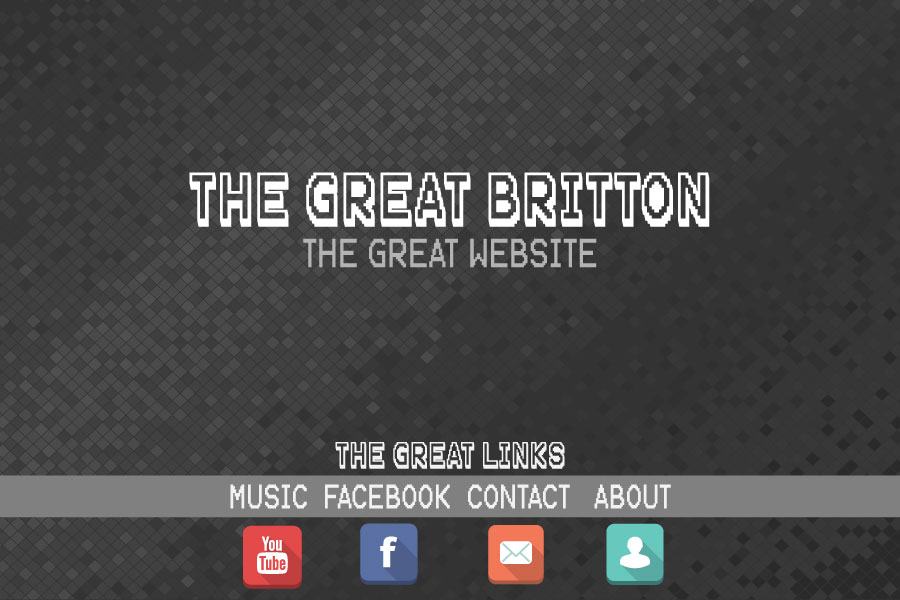 THE GREAT BRITTON
THE GREAT WEBSITE
THE GREAT LINKS
MUSIC FACEBOOK CONTACT ABOUT
You
Tube
f